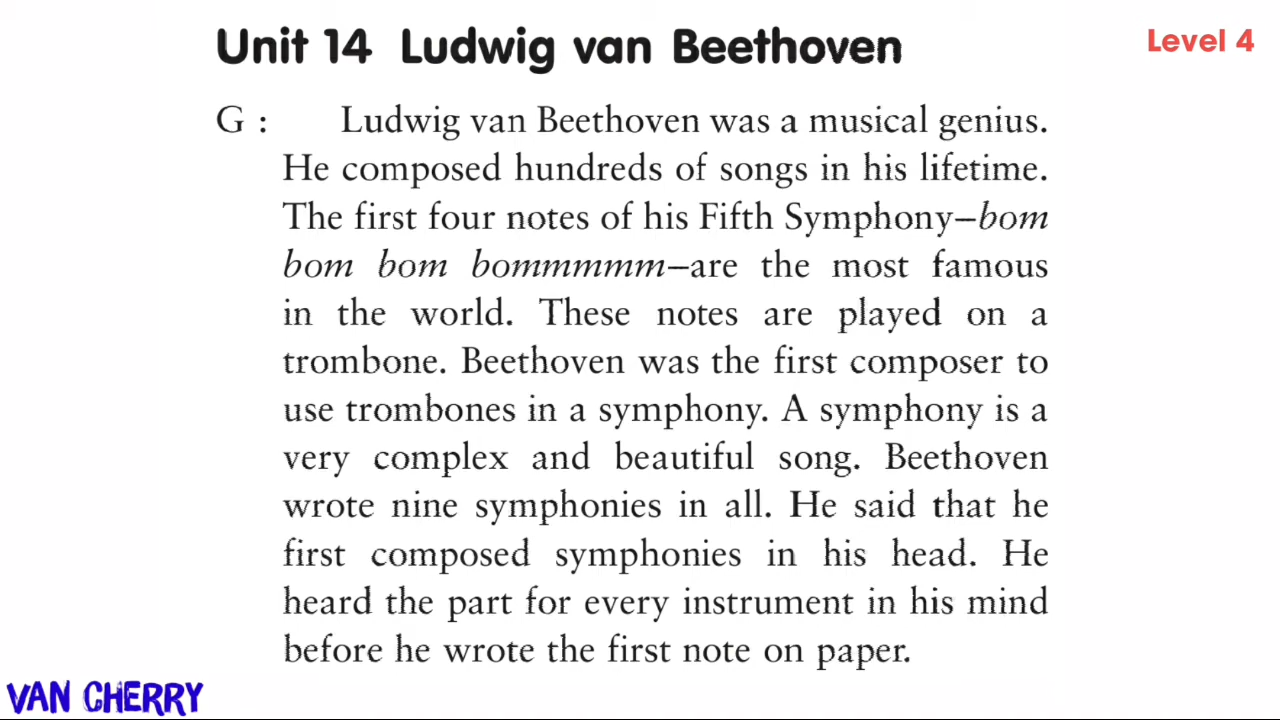 Unit 14 Ludwig van Beethoven
Level 4
G : Ludwig van Beethoven was a musical genius.
He composed hundreds of songs in his lifetime.
The first four notes of his Fifth Symphony–bom
bom bom bommmmm–are the most famous
in the world. These notes are played on a
trombone. Beethoven was the first composer to
use trombones in a symphony. A symphony is a
very complex and beautiful song. Beethoven
wrote nine symphonies in all. He said that he
first composed symphonies in his head. He
heard the part for every instrument in his mind
before he wrote the first note on paper.
VAN CHERRY